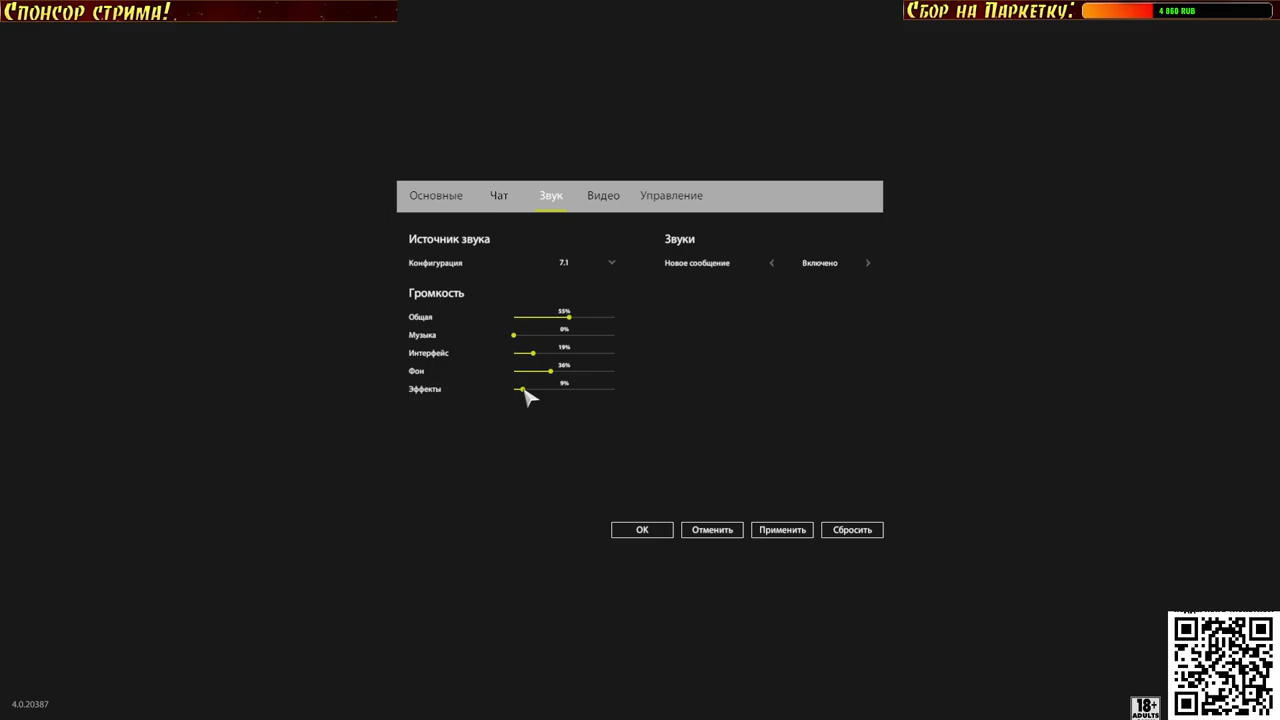 Спонсор стрима!
Сбор на Паркетку:
4 860 RUB
Основные Чат Звук Видео Управление
Источник звука
Звуки
Конфигурация 7.1
Новое сообщение Включено
Громкость
Общая 55%
Музыка 0%
Интерфейс 19%
Фон 36%
Эффекты 9%
ОК Отменить Применить Сбросить
4.0.20387
18+
ADULTS